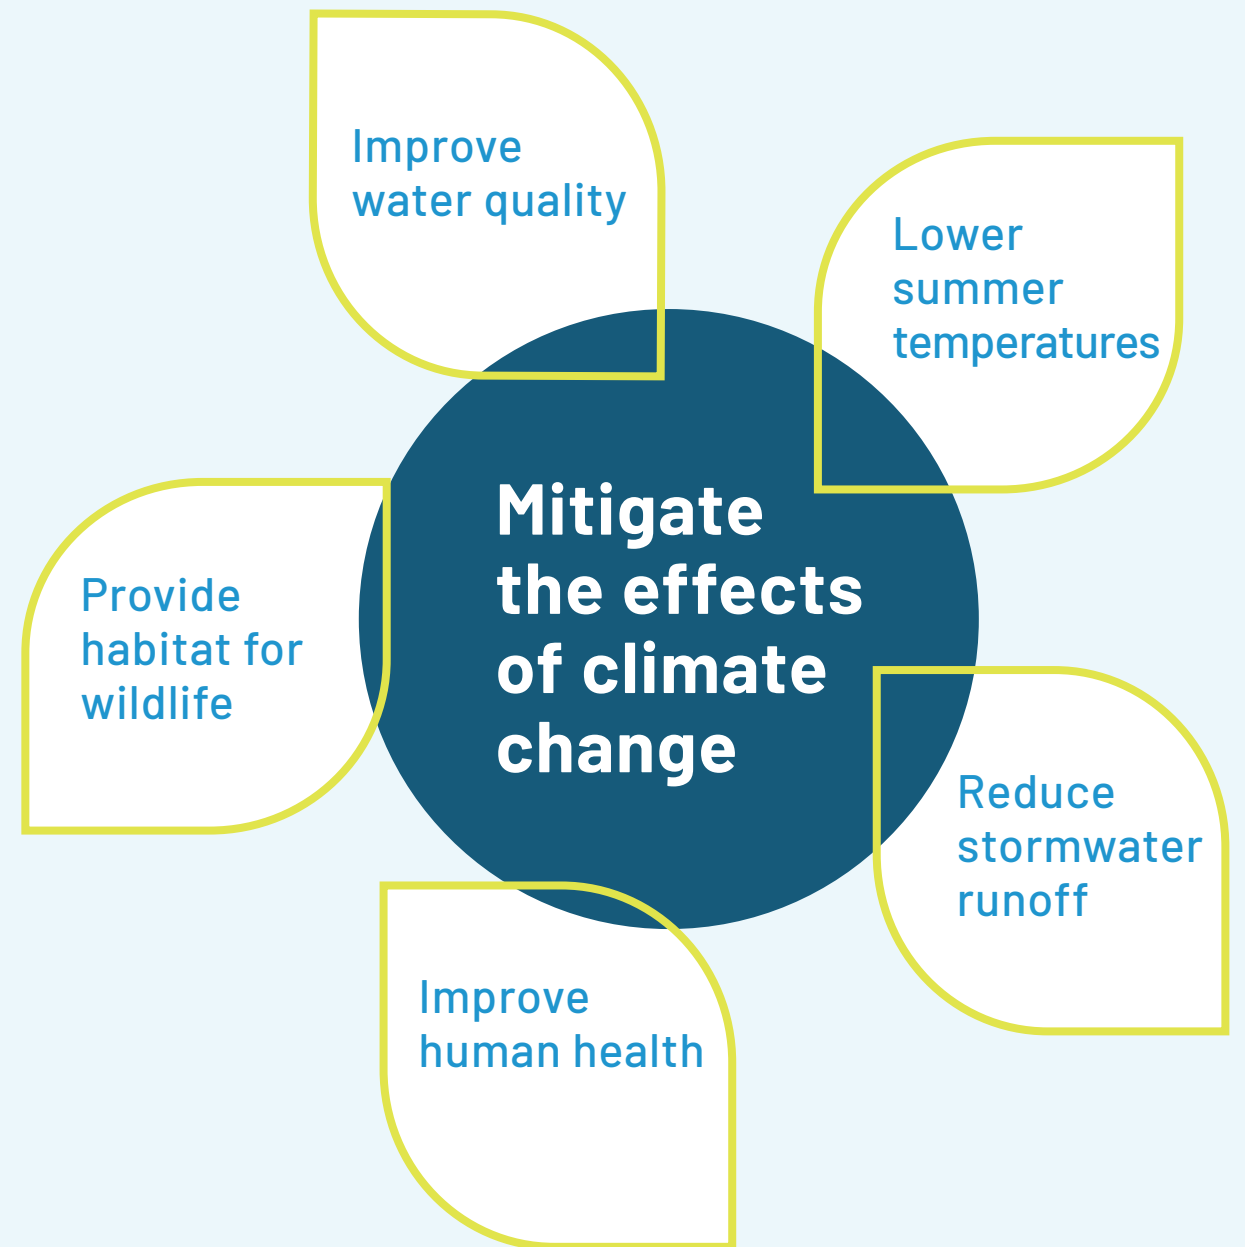 Improve
water quality
Lower
summer
temperatures
Mitigate
the effects
of climate
change
Provide
habitat for
wildlife
Reduce
stormwater
runoff
Improve
human health